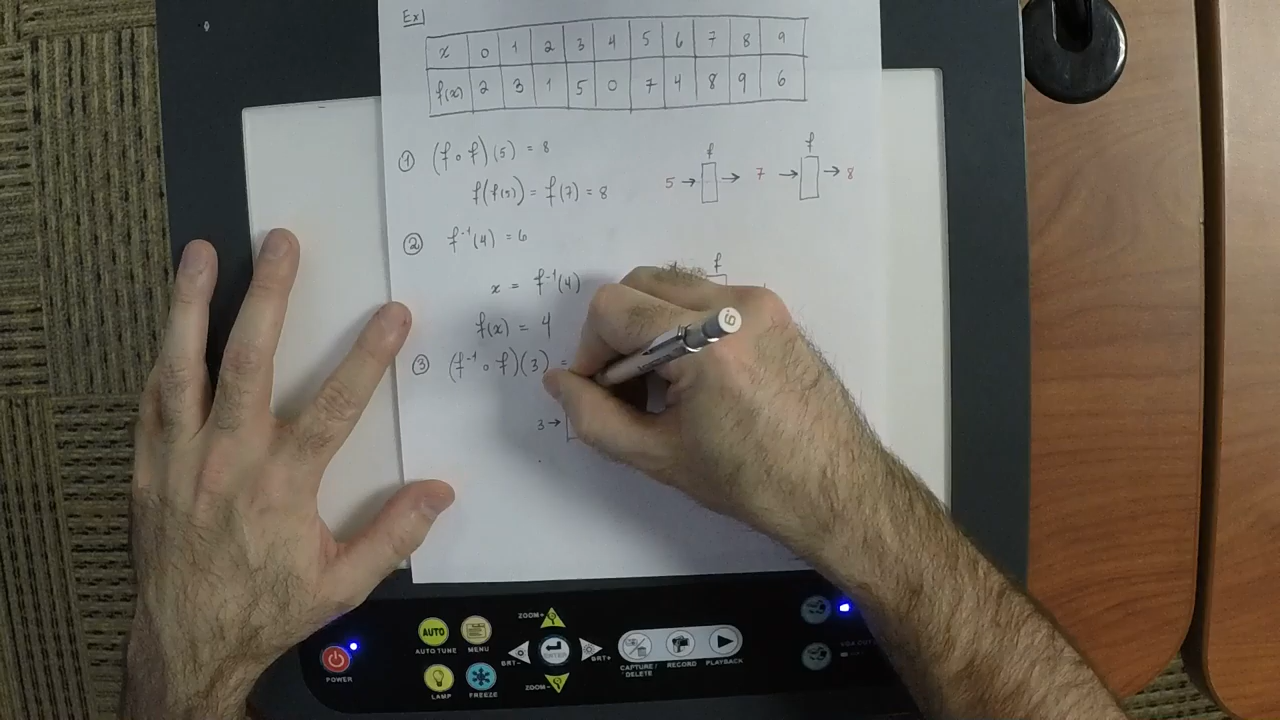 Ex1
x 0 1 2 3 4 5 6 7 8 9
f(x) 2 3 1 5 0 7 4 8 9 6
① (f ∘ f)(5) = 8
f(f(5)) = f(7) = 8
f f
5 → → 7 → → 8
② f⁻¹(4) = 6
x = f⁻¹(4)
f
f(x) = 4
③ (f⁻¹ ∘ f)(3) =
3 →
6
AUTO
AUTO TUNE
MENU
ZOOM+
BRT-
ENTER
BRT+
ZOOM-
CAPTURE / DELETE
RECORD
PLAYBACK
POWER
LAMP
FREEZE